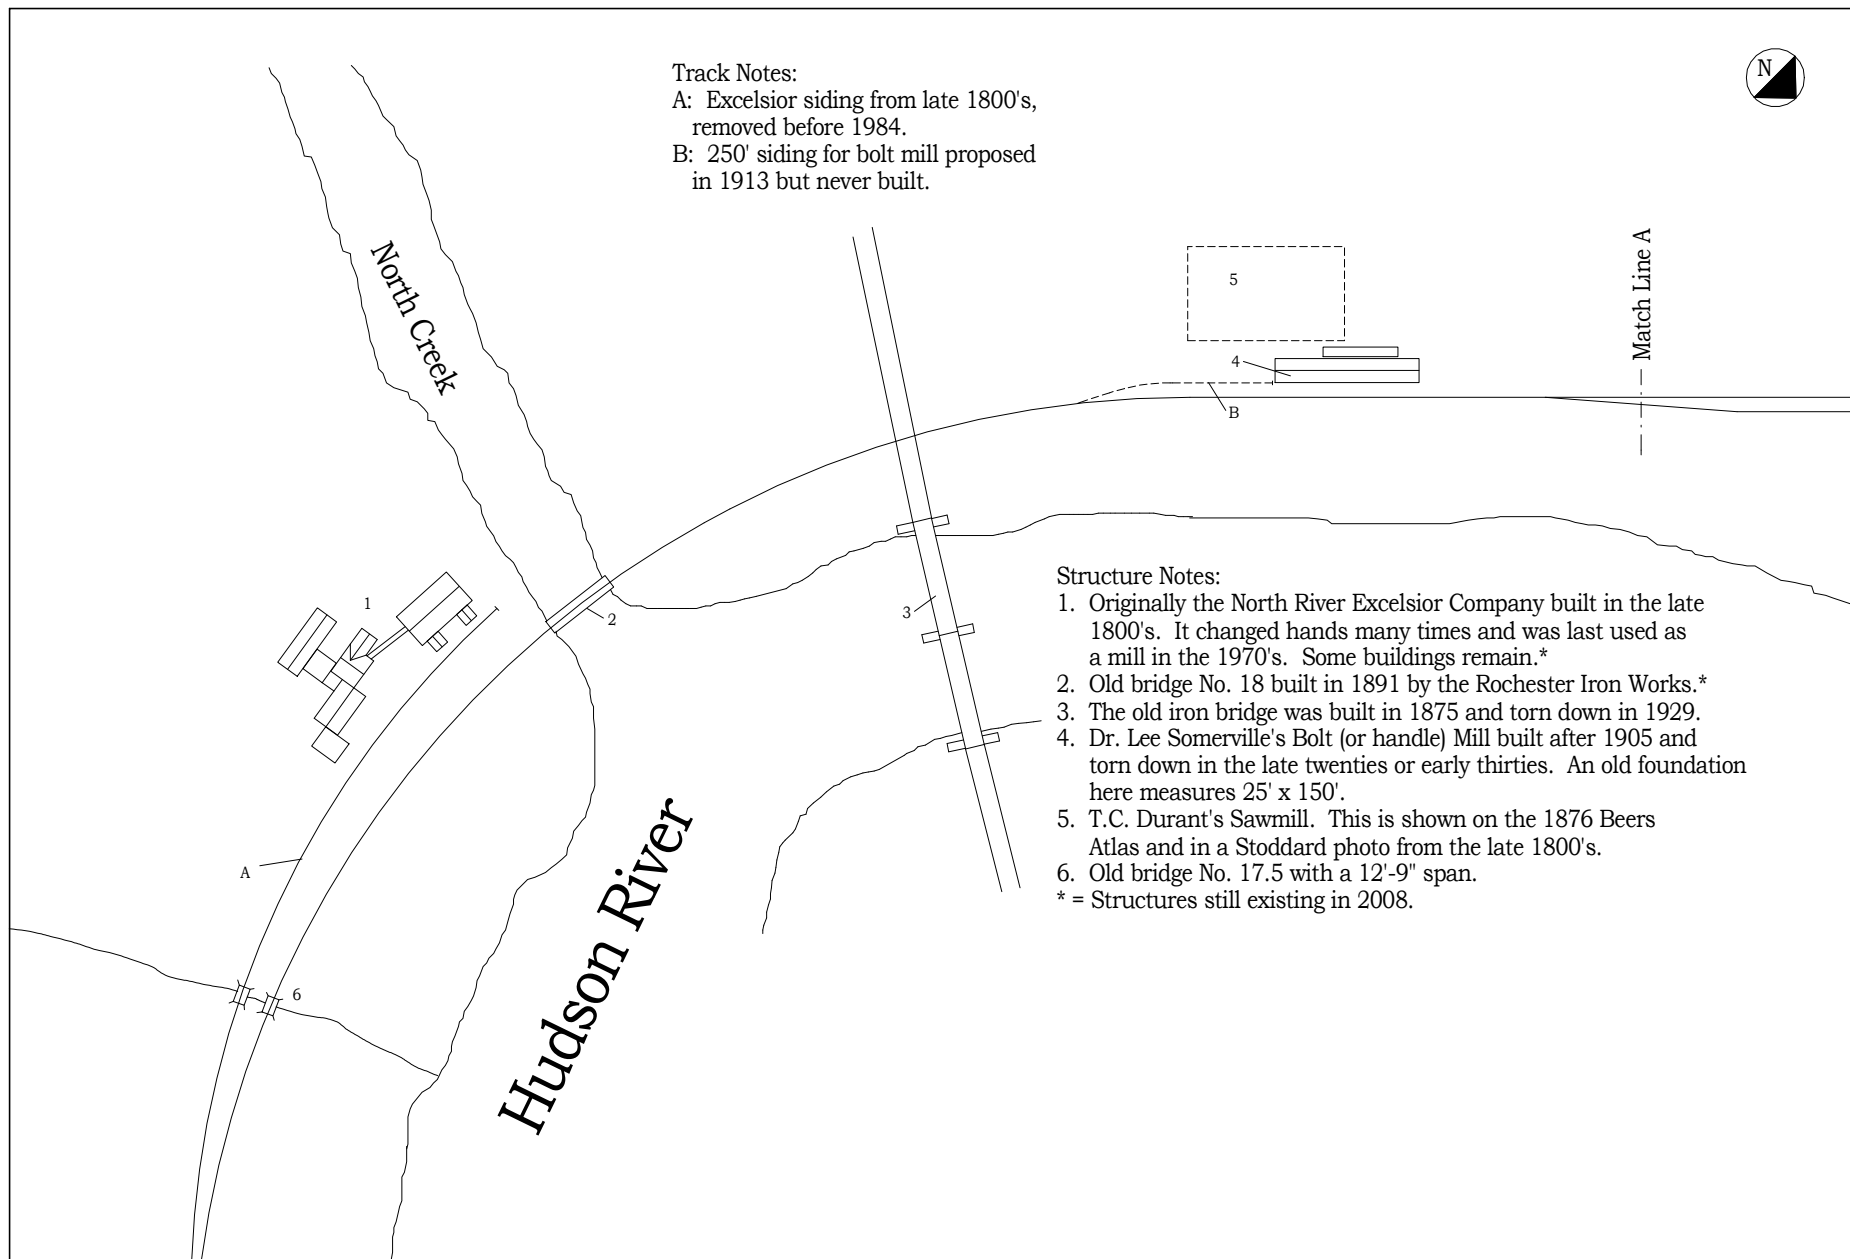 Track Notes:
A: Excelsior siding from late 1800's,
removed before 1984.
B: 250' siding for bolt mill proposed
in 1913 but never built.
N
North Creek
5
4
B
Match Line A
1
2
3
A
6
Hudson River
Structure Notes:
1. Originally the North River Excelsior Company built in the late
1800's. It changed hands many times and was last used as
a mill in the 1970's. Some buildings remain.*
2. Old bridge No. 18 built in 1891 by the Rochester Iron Works.*
3. The old iron bridge was built in 1875 and torn down in 1929.
4. Dr. Lee Somerville's Bolt (or handle) Mill built after 1905 and
torn down in the late twenties or early thirties. An old foundation
here measures 25' x 150'.
5. T.C. Durant's Sawmill. This is shown on the 1876 Beers
Atlas and in a Stoddard photo from the late 1800's.
6. Old bridge No. 17.5 with a 12'-9" span.
* = Structures still existing in 2008.